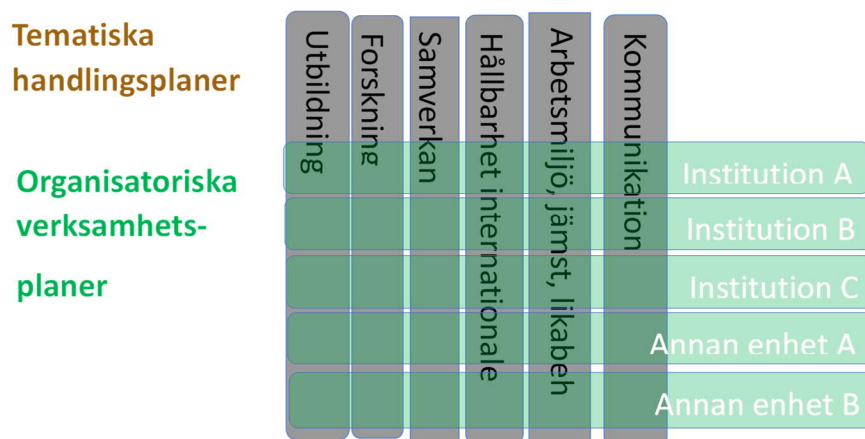 Tematiska
handlingsplaner
Utbildning
Forskning
Samverkan
Hållbarhet internationale
Arbetsmiljö, jämst, likabeh
Kommunikation
Organisatoriska
verksamhets-
planer
Institution A
Institution B
Institution C
Annan enhet A
Annan enhet B